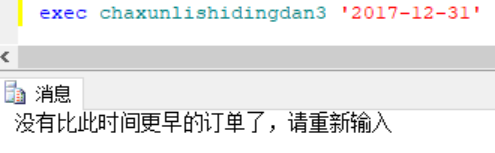 exec chaxunlishidingdan3 '2017-12-31'
消息
没有比此时间更早的订单了，请重新输入